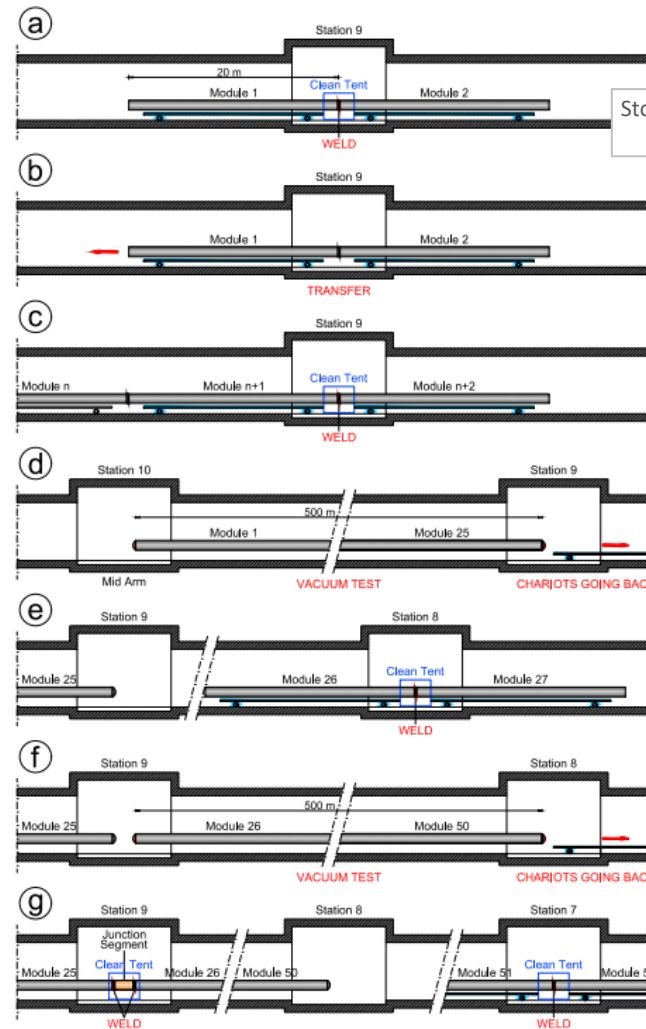 a
Station 9
20 m
Clean Tent
Module 1
Module 2
WELD
Sto
b
Station 9
Module 1
Module 2
TRANSFER
c
Station 9
Module n
Module n+1
Clean Tent
Module n+2
WELD
d
Station 10
Station 9
500 m
Module 1
Module 25
Mid Arm
VACUUM TEST
CHARIOTS GOING BACK
e
Station 9
Station 8
Module 25
Module 26
Clean Tent
Module 27
WELD
f
Station 9
Station 8
500 m
Module 25
Module 26
Module 50
VACUUM TEST
CHARIOTS GOING BACK
g
Station 9
Station 8
Station 7
Junction
Segment
Module 25
Clean Tent
Module 26
Module 50
Module 51
Clean Tent
Module 5
WELD
WELD